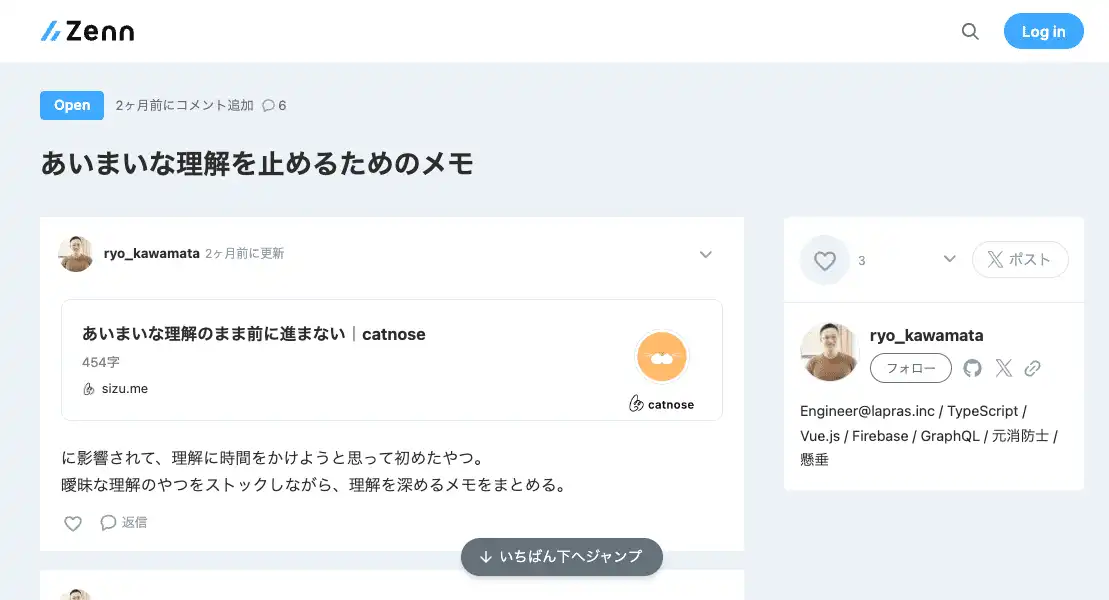 Zenn
Log in
Open 2ヶ月前にコメント追加 6
あいまいな理解を止めるためのメモ
ryo_kawamata 2ヶ月前に更新
あいまいな理解のまま前に進まない｜catnose
454字
sizu.me
catnose
に影響されて、理解に時間をかけようと思って初めたやつ。
曖昧な理解のやつをストックしながら、理解を深めるメモをまとめる。
返信
いちばん下へジャンプ
3
ポスト
ryo_kawamata
フォロー
Engineer@lapras.inc / TypeScript /
Vue.js / Firebase / GraphQL / 元消防士 /
懸垂